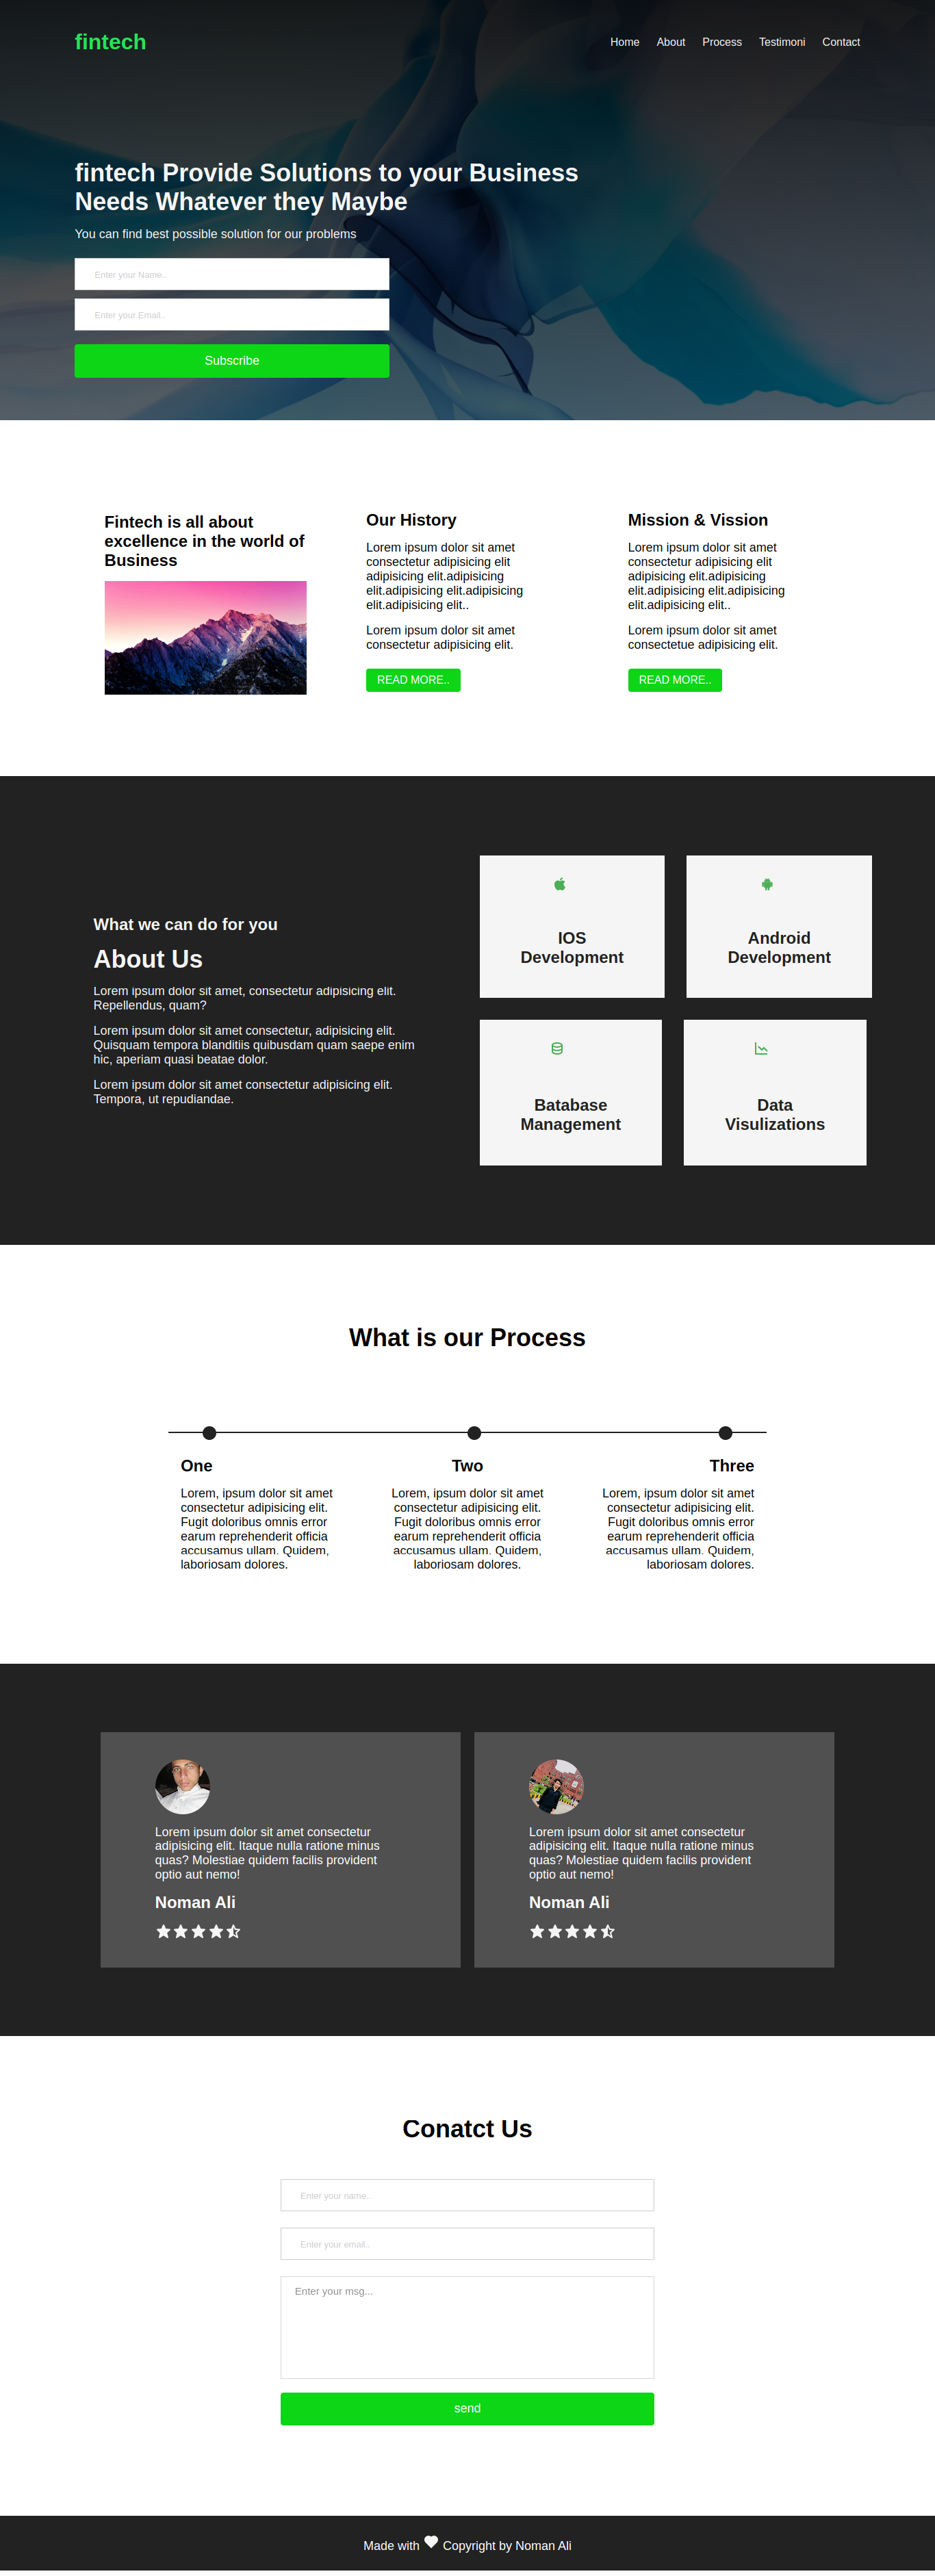 fintech
Home About Process Testimoni Contact
fintech Provide Solutions to your Business
Needs Whatever they Maybe
You can find best possible solution for our problems
Enter your Name..
Enter your Email..
Subscribe
Fintech is all about
excellence in the world of
Business
Our History
Lorem ipsum dolor sit amet
consectetur adipisicing elit
adipisicing elit.adipisicing
elit.adipisicing elit.adipisicing
elit.adipisicing elit..
Lorem ipsum dolor sit amet
consectetur adipisicing elit.
READ MORE..
Mission & Vission
Lorem ipsum dolor sit amet
consectetur adipisicing elit
adipisicing elit.adipisicing
elit.adipisicing elit.adipisicing
elit.adipisicing elit..
Lorem ipsum dolor sit amet
consectetue adipisicing elit.
READ MORE..
What we can do for you
About Us
Lorem ipsum dolor sit amet, consectetur adipisicing elit.
Repellendus, quam?
Lorem ipsum dolor sit amet consectetur, adipisicing elit.
Quisquam tempora blanditiis quibusdam quam saepe enim
hic, aperiam quasi beatae dolor.
Lorem ipsum dolor sit amet consectetur adipisicing elit.
Tempora, ut repudiandae.
IOS
Development
Android
Development
Batabase
Management
Data
Visulizations
What is our Process
One
Lorem, ipsum dolor sit amet
consectetur adipisicing elit.
Fugit doloribus omnis error
earum reprehenderit officia
accusamus ullam. Quidem,
laboriosam dolores.
Two
Lorem, ipsum dolor sit amet
consectetur adipisicing elit.
Fugit doloribus omnis error
earum reprehenderit officia
accusamus ullam. Quidem,
laboriosam dolores.
Three
Lorem, ipsum dolor sit amet
consectetur adipisicing elit.
Fugit doloribus omnis error
earum reprehenderit officia
accusamus ullam. Quidem,
laboriosam dolores.
Lorem ipsum dolor sit amet consectetur
adipisicing elit. Itaque nulla ratione minus
quas? Molestiae quidem facilis provident
optio aut nemo!
Noman Ali
Lorem ipsum dolor sit amet consectetur
adipisicing elit. Itaque nulla ratione minus
quas? Molestiae quidem facilis provident
optio aut nemo!
Noman Ali
Conatct Us
Enter your name..
Enter your email..
Enter your msg...
send
Made with Copyright by Noman Ali